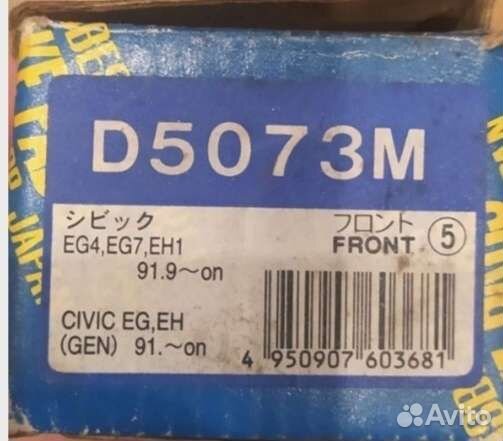 D5073M
シビック
EG4,EG7,EH1
91.9〜on
フロント
FRONT ⑤
CIVIC EG,EH
(GEN) 91.〜on
4 950907 603681
Avito